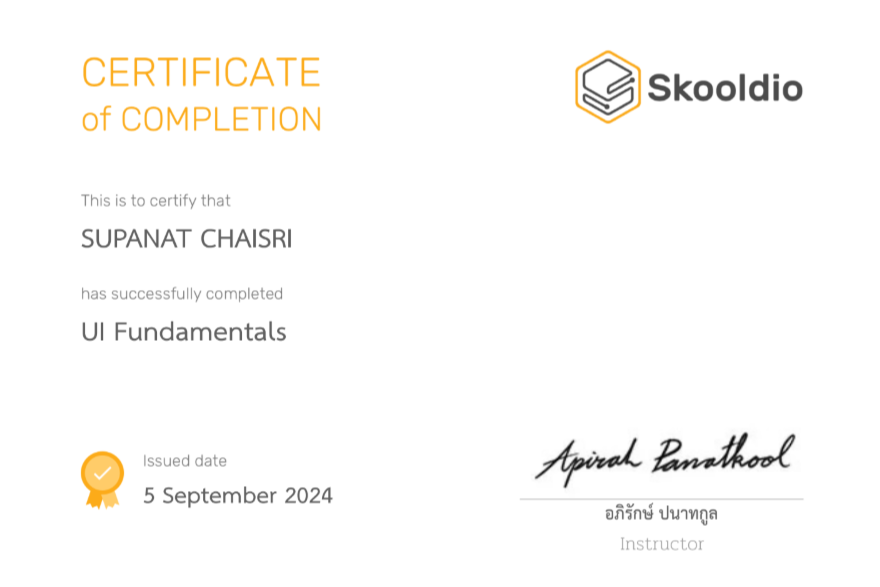 CERTIFICATE
of COMPLETION
Skooldio
This is to certify that
SUPANAT CHAISRI
has successfully completed
UI Fundamentals
Issued date
5 September 2024
Apirah Panatkool
อภิรักษ์ ปนาทกูล
Instructor